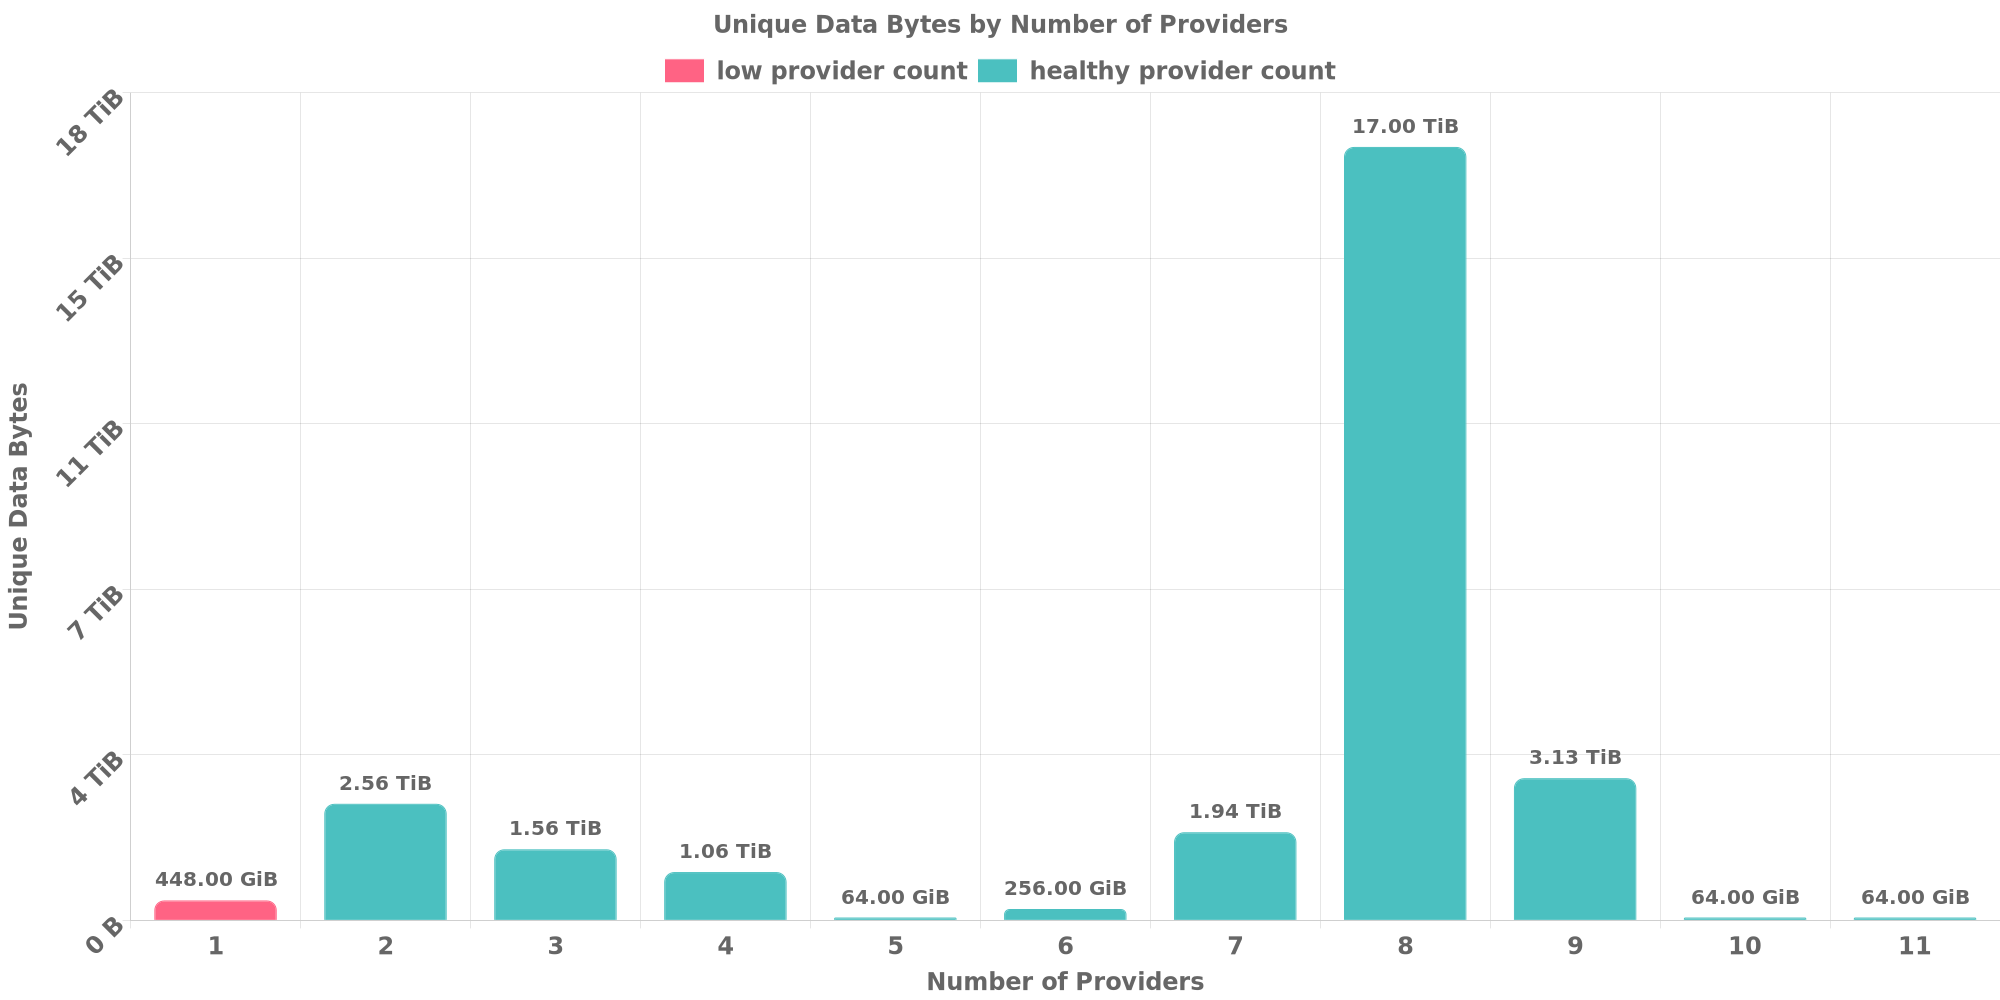 Unique Data Bytes by Number of Providers
low provider count
healthy provider count
18 TiB
15 TiB
11 TiB
7 TiB
4 TiB
0 B
Unique Data Bytes
448.00 GiB
2.56 TiB
1.56 TiB
1.06 TiB
64.00 GiB
256.00 GiB
1.94 TiB
17.00 TiB
3.13 TiB
64.00 GiB
64.00 GiB
1 2 3 4 5 6 7 8 9 10 11
Number of Providers